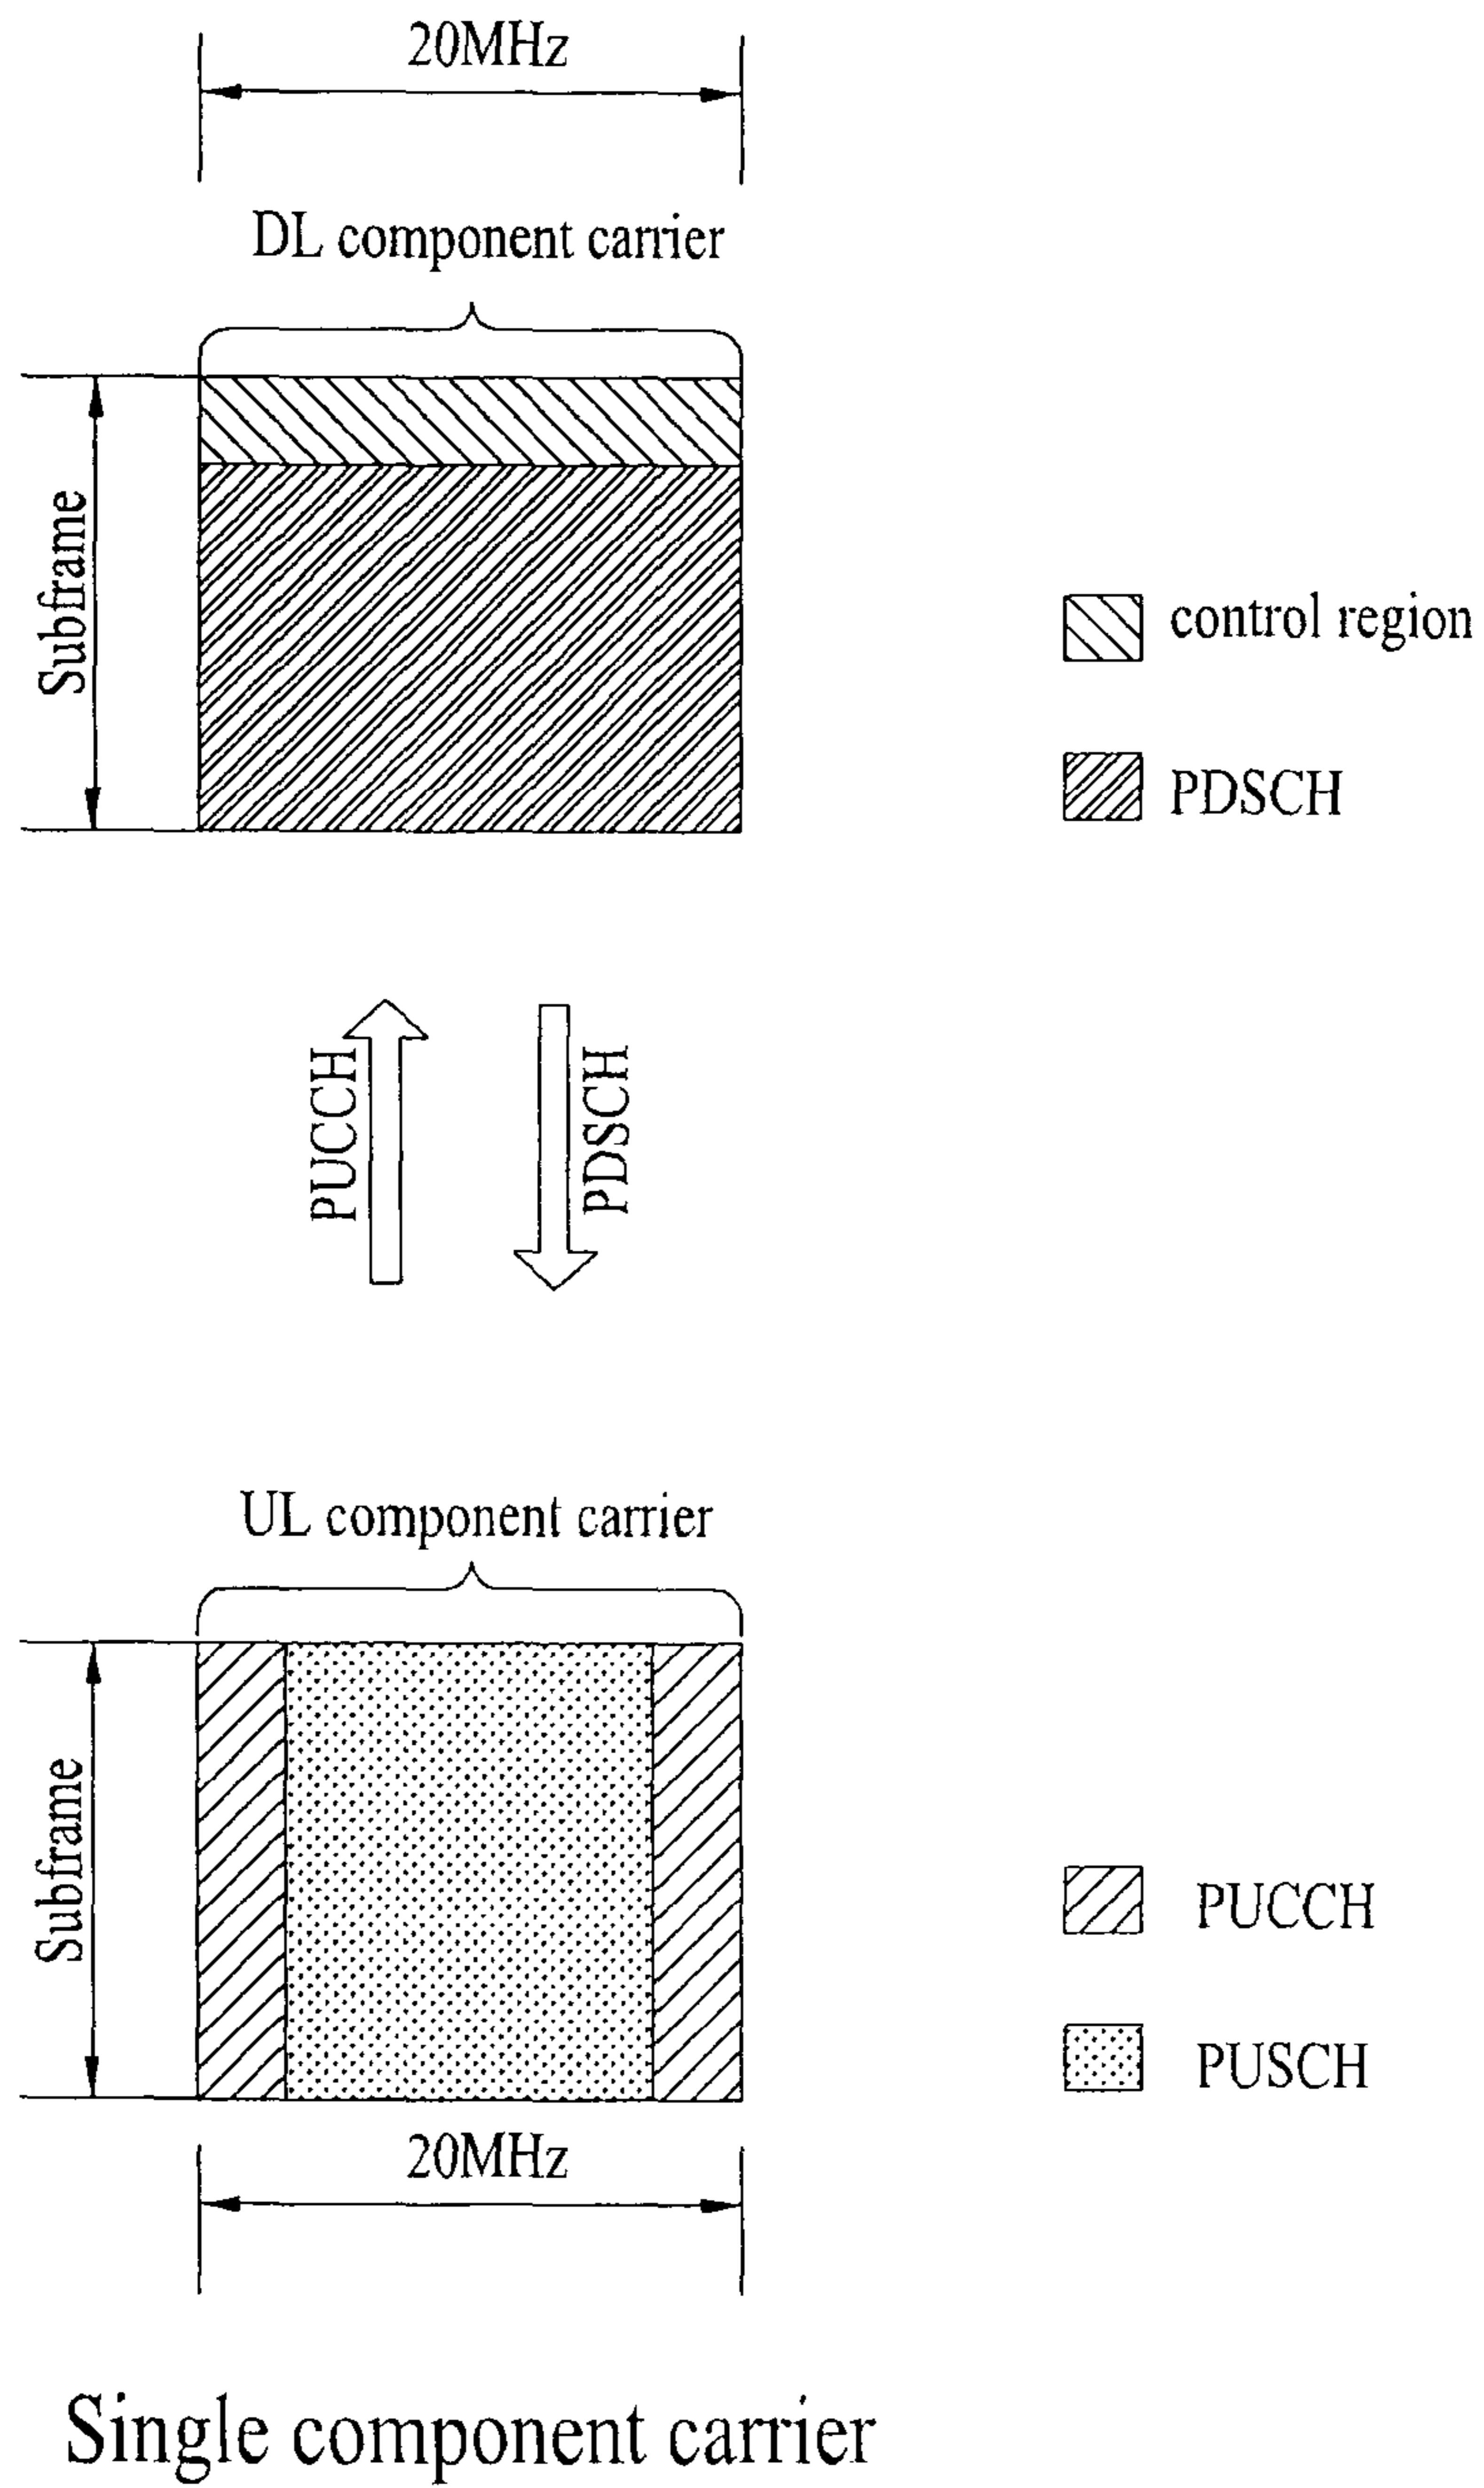 20MHz
DL component carrier
Subframe
control region
PDSCH
PUCCH
PDSCH
UL component carrier
Subframe
PUCCH
PUSCH
20MHz
Single component carrier